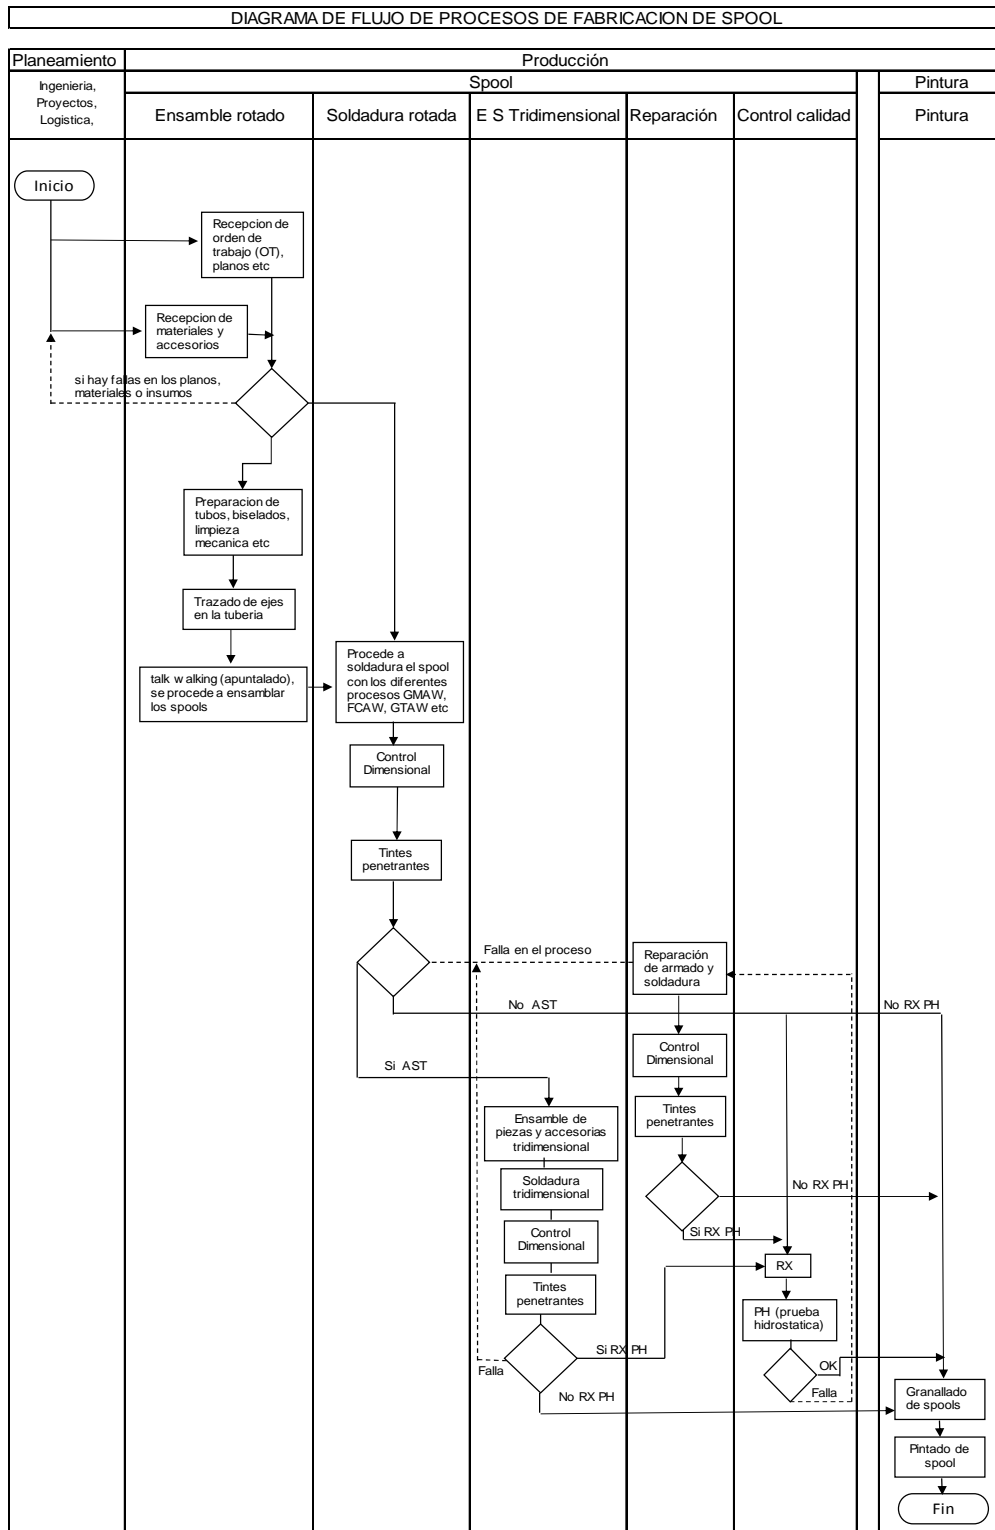 DIAGRAMA DE FLUJO DE PROCESOS DE FABRICACION DE SPOOL
Planeamiento
Producción
Ingenieria,
Proyectos,
Logistica,
Spool
Pintura
Ensamble rotado
Soldadura rotada
E S Tridimensional
Reparación
Control calidad
Pintura
Inicio
Recepcion de
orden de
trabajo (OT),
planos etc
Recepcion de
materiales y
accesorios
si hay fallas en los planos,
materiales o insumos
Preparacion de
tubos, biselados,
limpieza
mecanica etc
Trazado de ejes
en la tuberia
talk walking (apuntalado),
se procede a ensamblar
los spools
Procede a
soldadura el spool
con los diferentes
procesos GMAW,
FCAW, GTAW etc
Control
Dimensional
Tintes
penetrantes
Falla en el proceso
Reparación
de armado y
soldadura
No AST
No RX PH
Control
Dimensional
Si AST
Tintes
penetrantes
Ensamble de
piezas y accesorias
tridimensional
Soldadura
tridimensional
No RX PH
Control
Dimensional
Si RX PH
RX
Tintes
penetrantes
PH (prueba
hidrostatica)
Si RX PH
Falla
OK
No RX PH
Falla
Granallado
de spools
Pintado de
spool
Fin